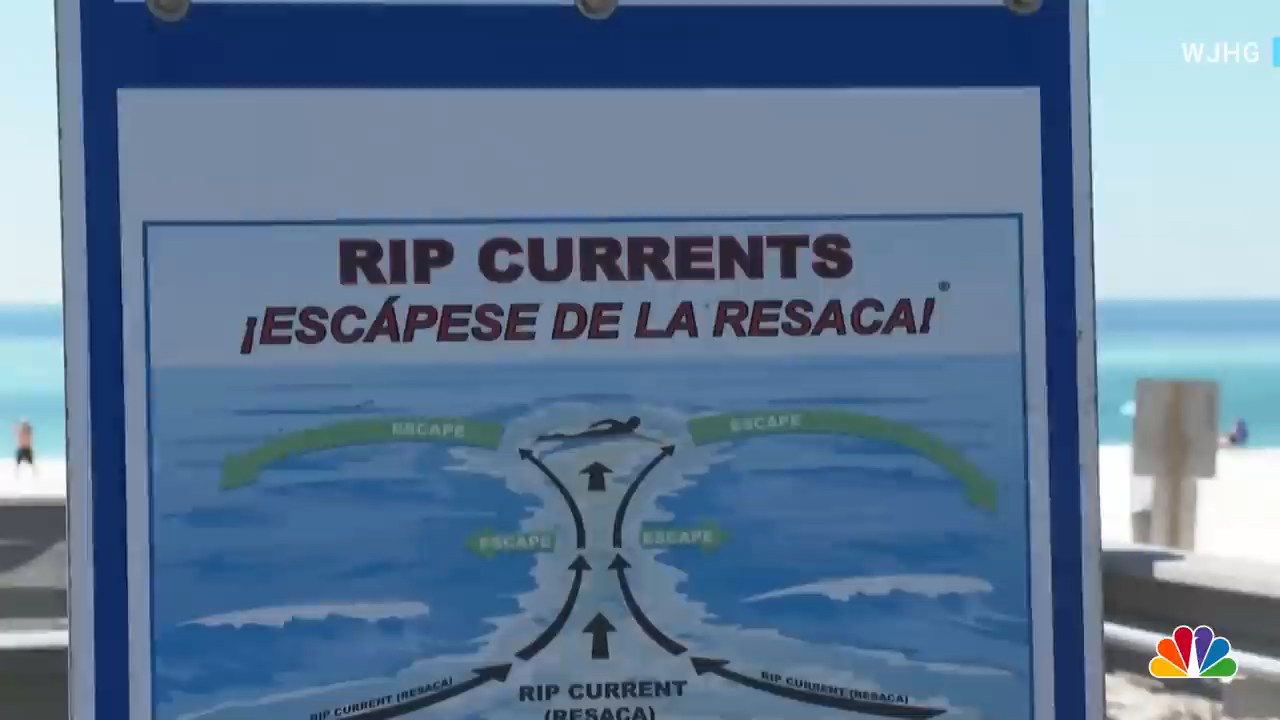 WJHG
RIP CURRENTS
¡ESCÁPESE DE LA RESACA!
®
ESCAPE
ESCAPE
ESCAPE
ESCAPE
RIP CURRENT (RESACA)
RIP CURRENT
(RESACA)
RIP CURRENT (RESACA)